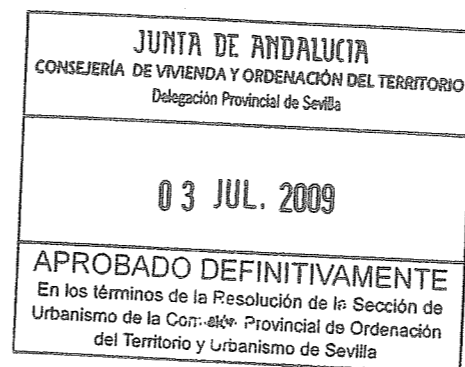 JUNTA DE ANDALUCIA
CONSEJERÍA DE VIVIENDA Y ORDENACIÓN DEL TERRITORIO
Delegación Provincial de Sevilla
03 JUL. 2009
APROBADO DEFINITIVAMENTE
En los términos de la Resolución de la Sección de
Urbanismo de la Provincial de Ordenación
del Territorio y Urbanismo de Sevilla